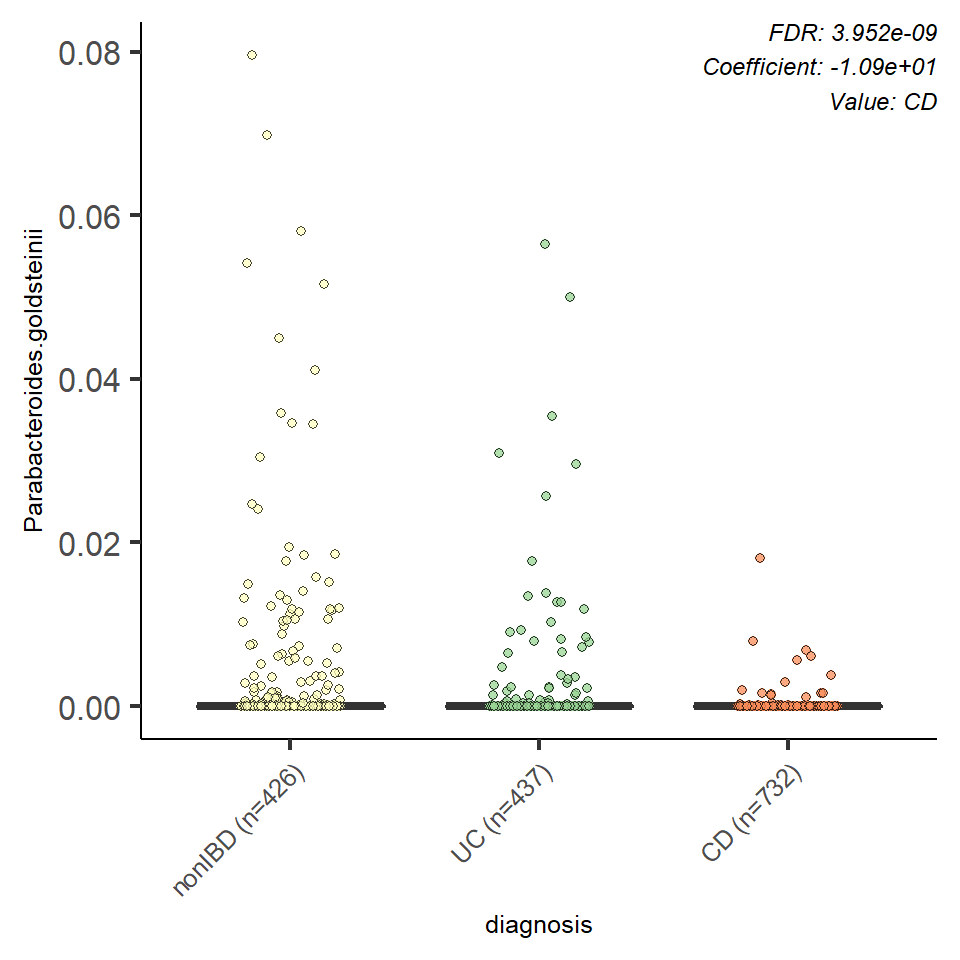 FDR: 3.952e-09
Coefficient: -1.09e+01
Value: CD
Parabacteroides.goldsteinii
0.08
0.06
0.04
0.02
0.00
nonIBD (n=426)
UC (n=437)
CD (n=732)
diagnosis